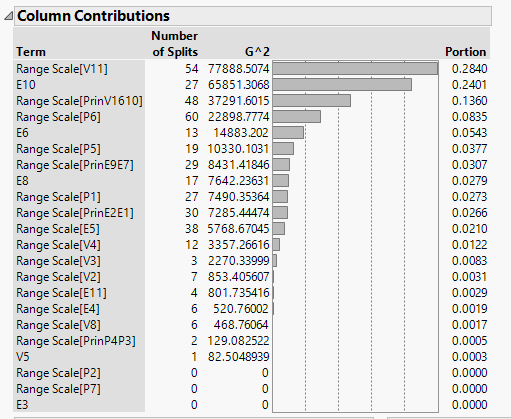 Column Contributions
Term Number of Splits G^2 Portion
Range Scale[V11] 54 77888.5074 0.2840
E10 27 65851.3068 0.2401
Range Scale[PrinV1610] 48 37291.6015 0.1360
Range Scale[P6] 60 22898.7774 0.0835
E6 13 14883.202 0.0543
Range Scale[P5] 19 10330.1031 0.0377
Range Scale[PrinE9E7] 29 8431.41846 0.0307
E8 17 7642.23631 0.0279
Range Scale[P1] 27 7490.35364 0.0273
Range Scale[PrinE2E1] 30 7285.44474 0.0266
Range Scale[E5] 38 5768.67045 0.0210
Range Scale[V4] 12 3357.26616 0.0122
Range Scale[V3] 3 2270.33999 0.0083
Range Scale[V2] 7 853.405607 0.0031
Range Scale[E11] 4 801.735416 0.0029
Range Scale[E4] 6 520.76002 0.0019
Range Scale[V8] 6 468.76064 0.0017
Range Scale[PrinP4P3] 2 129.082522 0.0005
V5 1 82.5048939 0.0003
Range Scale[P2] 0 0 0.0000
Range Scale[P7] 0 0 0.0000
E3 0 0 0.0000